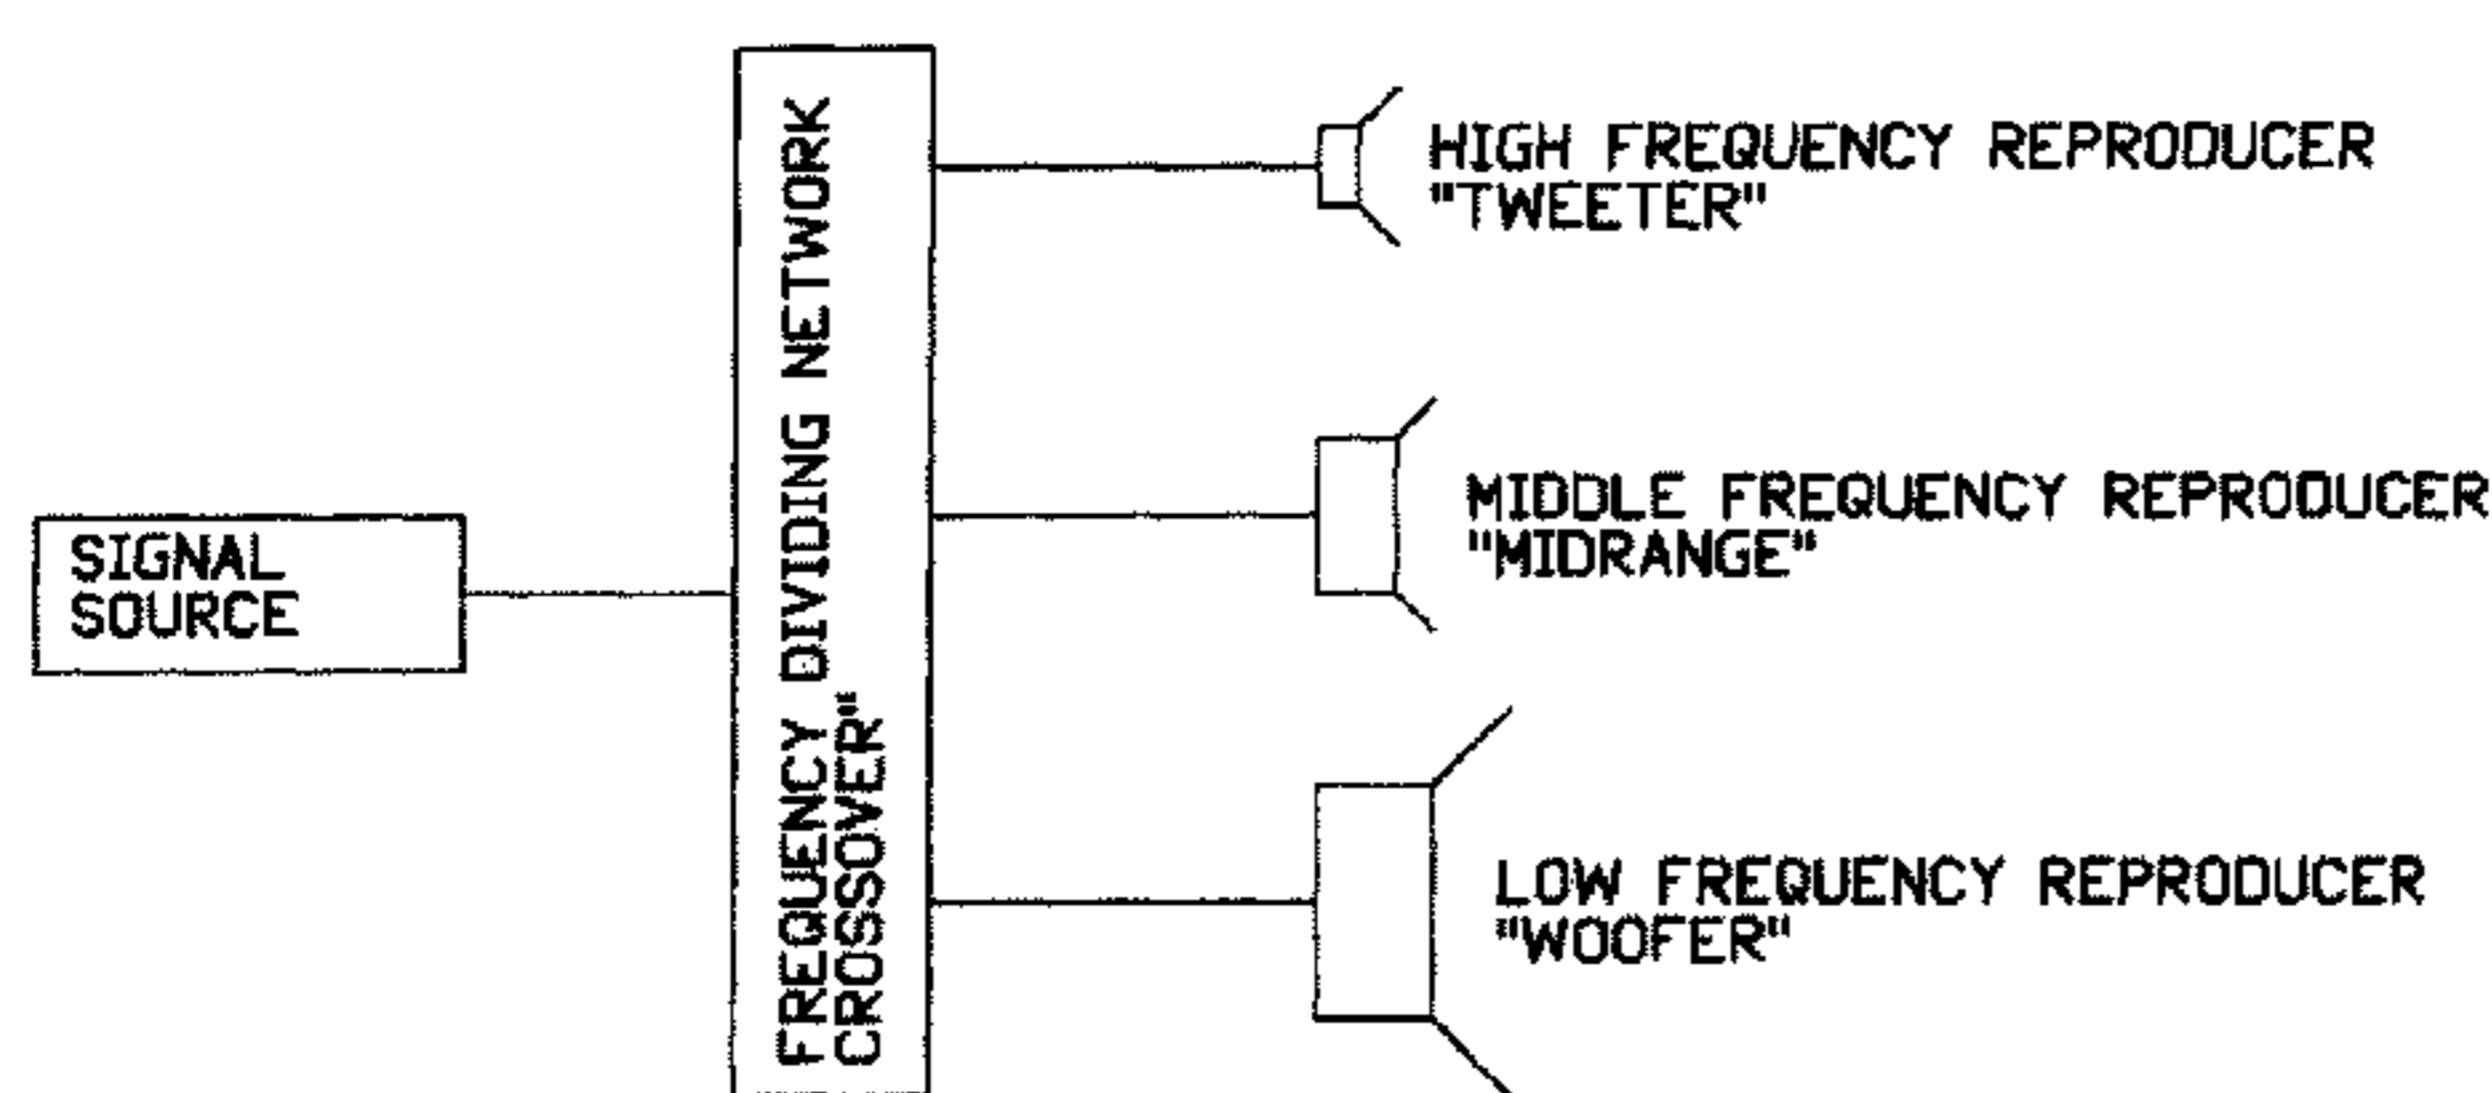 SIGNAL
SOURCE
FREQUENCY DIVIDING NETWORK
CROSSOVER"
HIGH FREQUENCY REPRODUCER
"TWEETER"
MIDDLE FREQUENCY REPRODUCER
"MIDRANGE"
LOW FREQUENCY REPRODUCER
"WOOFER"